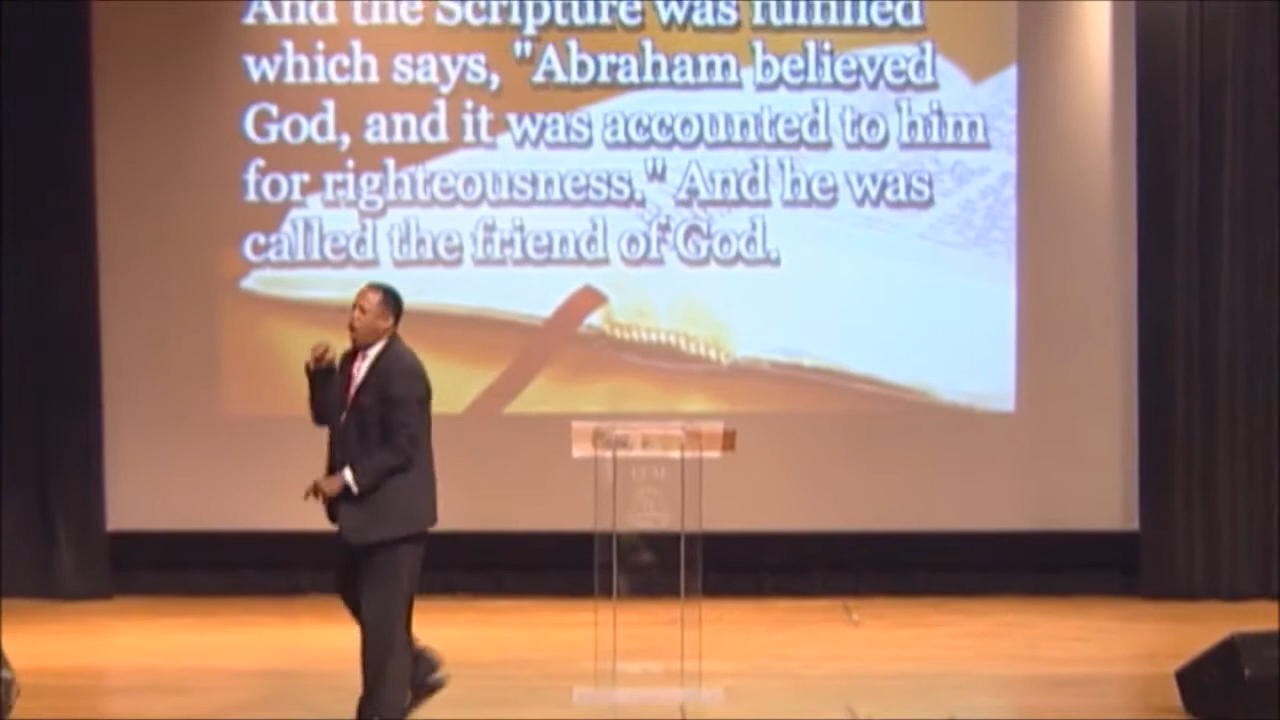 And the Scripture was fulfilled
which says, "Abraham believed
God, and it was accounted to him
for righteousness." And he was
called the friend of God.